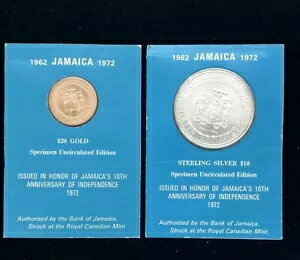 1962 JAMAICA 1972
$20 GOLD
Specimen Uncirculated Edition
ISSUED IN HONOR OF JAMAICA'S 10TH
ANNIVERSARY OF INDEPENDENCE
1972
Authorized by the Bank of Jamaica.
Struck at the Royal Canadian Mint
1962 JAMAICA 1972
STERLING SILVER $10
Specimen Uncirculated Edition
ISSUED IN HONOR OF JAMAICA'S 10TH
ANNIVERSARY OF INDEPENDENCE
1972
Authorized by the Bank of Jamaica.
Struck at the Royal Canadian Mint